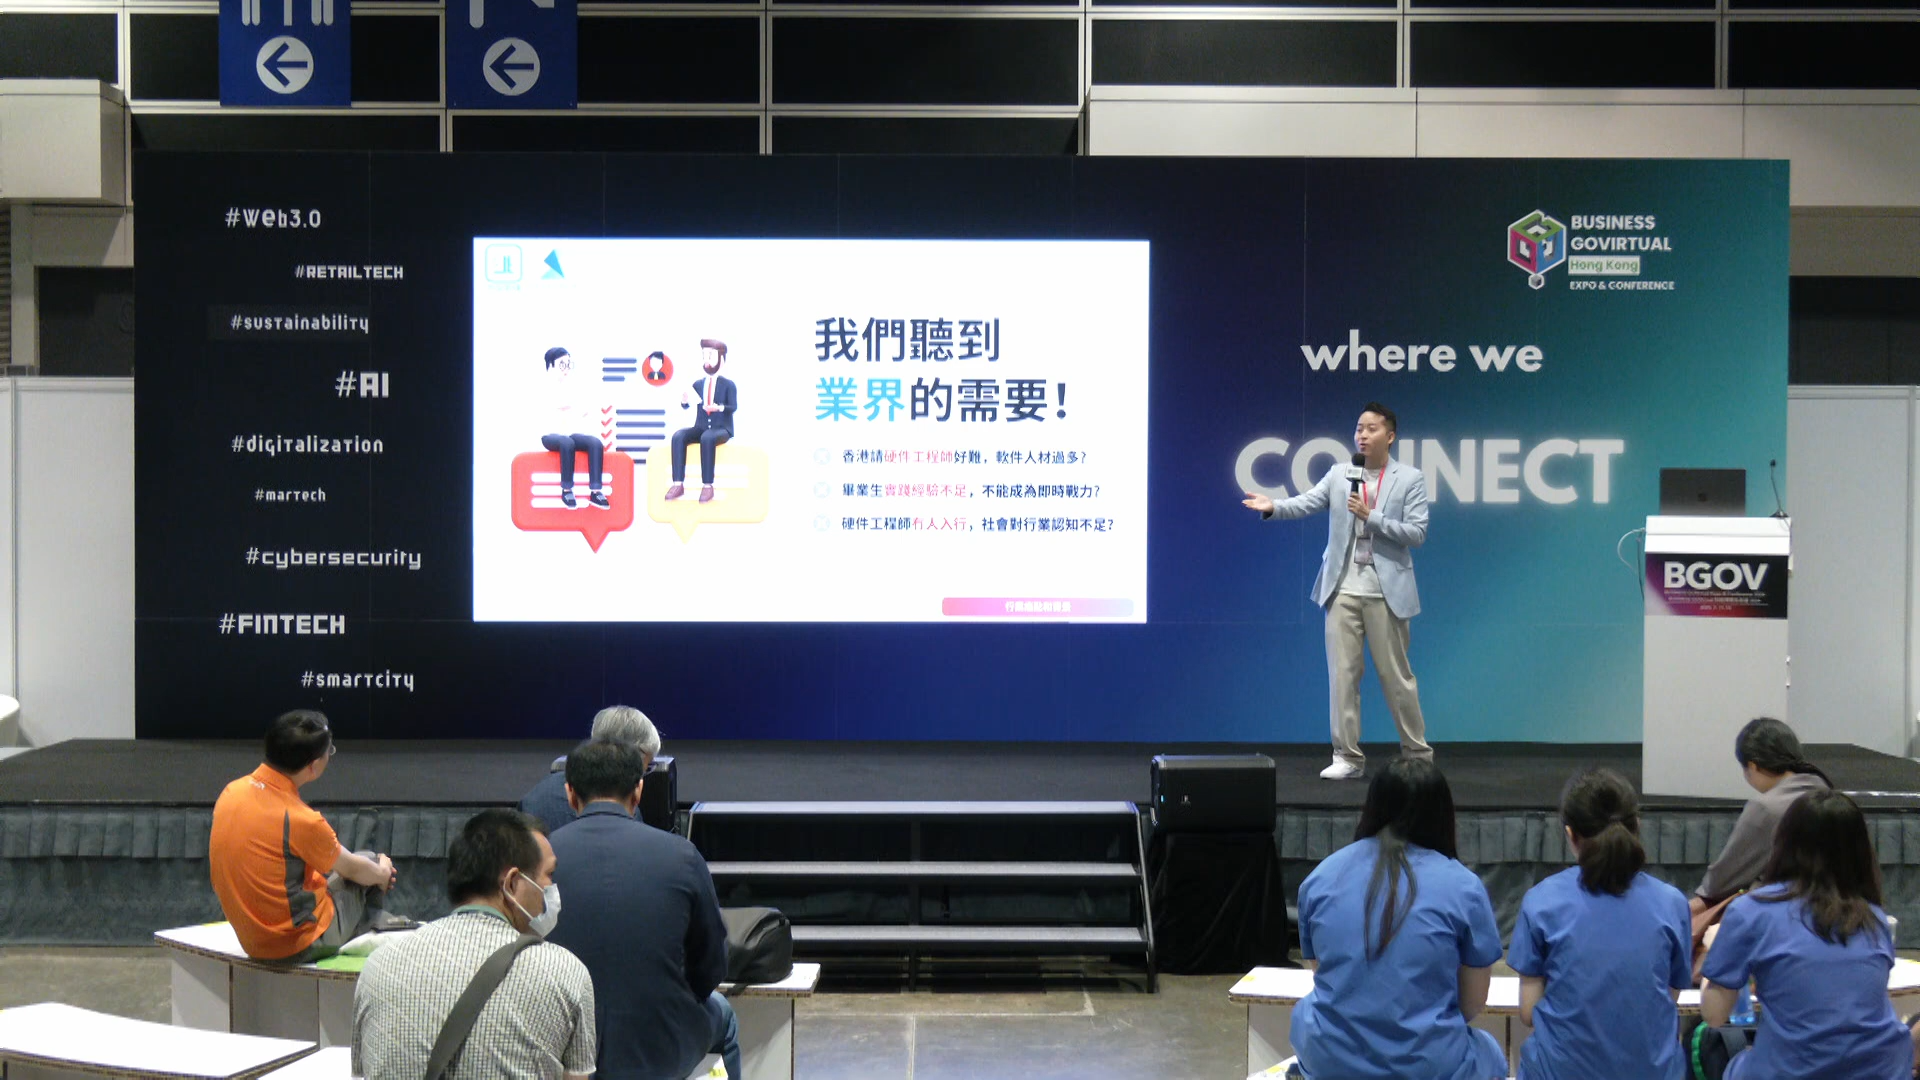 #Web3.0
#RETAILTECH
#sustainability
#AI
#digitalization
#martech
#cybersecurity
#FINTECH
#smartcity
我們聽到
業界的需要!
香港請硬件工程師好難，軟件人材過多?
畢業生實踐經驗不足，不能成為即時戰力?
硬件工程師冇人入行，社會對行業認知不足?
BUSINESS
GOVIRTUAL
Hong Kong
EXPO & CONFERENCE
where we
CONNECT
BGOV